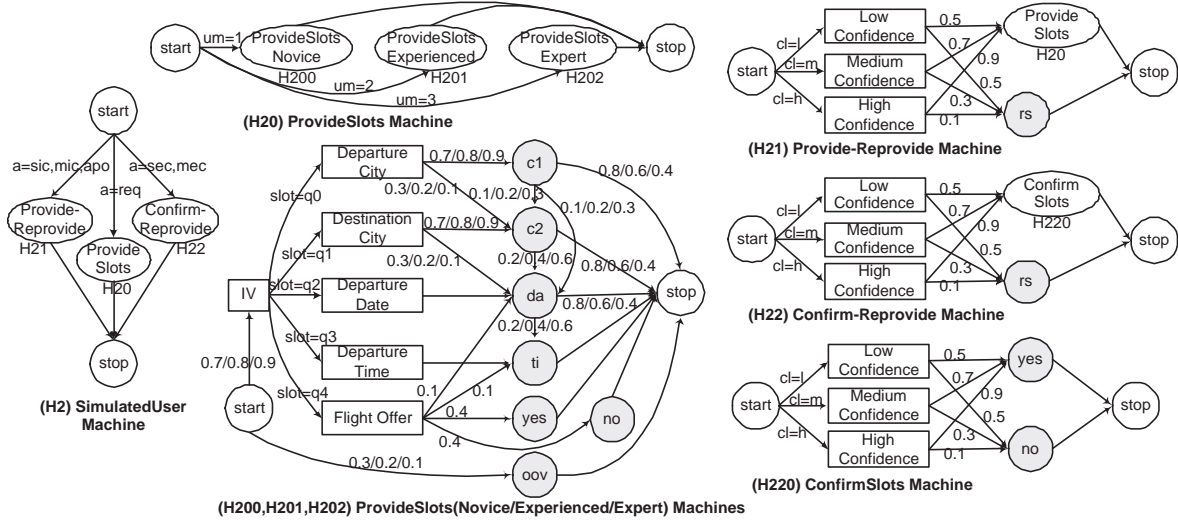 start
um=1
ProvideSlots
Novice
H200
ProvideSlots
Experienced
H201
ProvideSlots
Expert
H202
stop
um=2
um=3
(H20) ProvideSlots Machine
start
a=sic,mic,apo
a=sec,mec
a=req
Provide-
Reprovide
H21
Confirm-
Reprovide
H22
Provide
Slots
H20
stop
(H2) SimulatedUser
Machine
Departure
City
0.7/0.8/0.9
c1
0.8/0.6/0.4
0.3/0.2/0.1
0.1/0.2/0.3
0.1/0.2/0.3
slot=q0
Destination
City
0.7/0.8/0.9
c2
slot=q1
0.3/0.2/0.1
0.2/0.4/0.6
0.8/0.6/0.4
IV
slot=q2
Departure
Date
da
0.8/0.6/0.4
stop
0.2/0.4/0.6
slot=q3
Departure
Time
ti
0.7/0.8/0.9
slot=q4
0.1
0.1
start
Flight Offer
0.4
yes
no
0.4
0.3/0.2/0.1
oov
(H200,H201,H202) ProvideSlots(Novice/Experienced/Expert) Machines
Low
Confidence
0.5
Provide
Slots
H20
cl=l
0.7
start
cl=m
Medium
Confidence
0.9
0.5
stop
cl=h
High
Confidence
0.3
0.1
rs
(H21) Provide-Reprovide Machine
Low
Confidence
0.5
Confirm
Slots
H220
cl=l
0.7
start
cl=m
Medium
Confidence
0.9
0.5
stop
cl=h
High
Confidence
0.3
0.1
rs
(H22) Confirm-Reprovide Machine
Low
Confidence
0.5
yes
cl=l
0.7
start
cl=m
Medium
Confidence
0.9
0.5
stop
cl=h
High
Confidence
0.3
0.1
no
(H220) ConfirmSlots Machine